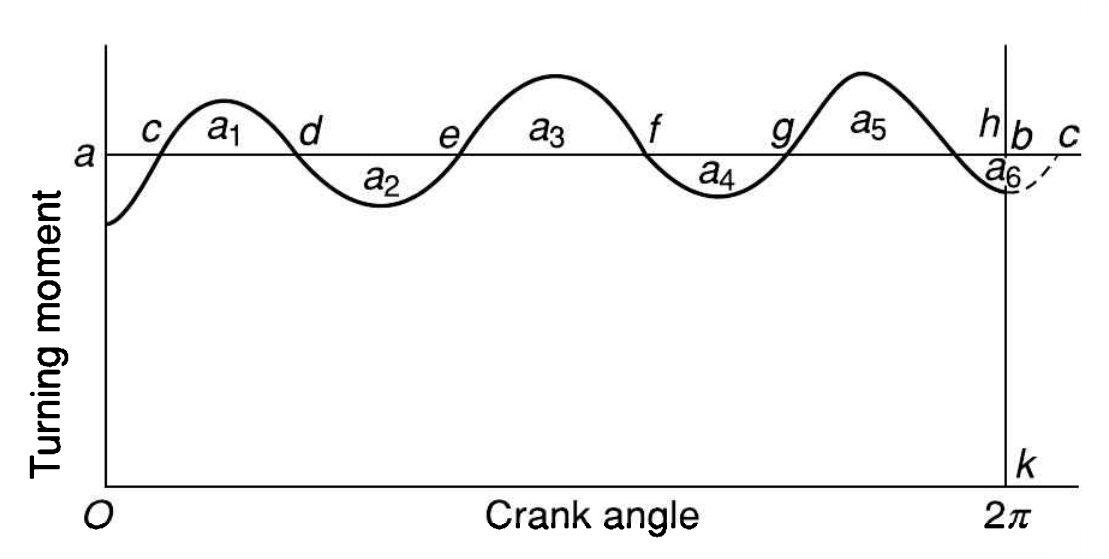 c a₁ d e a₃ f g a₅ h b c
a a₂ a₄ a₆
Turning moment
k
O Crank angle 2π